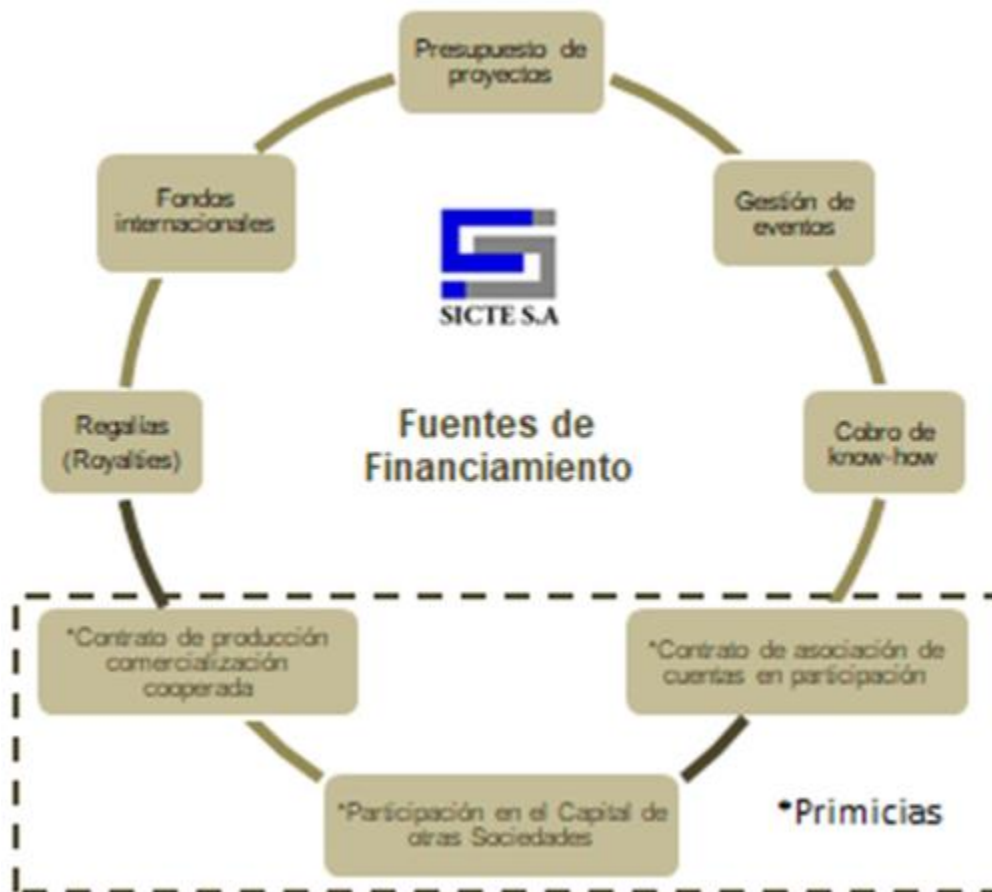 Presupuesto de
proyectos
Fondos
internacionales
Gestión de
eventos
SICTE S.A
Regalías
(Royalties)
Fuentes de
Financiamiento
Cobro de
know-how
*Contrato de producción
comercialización
cooperada
*Contrato de asociación de
cuentas en participación
*Participación en el Capital de
otras Sociedades
*Primicias